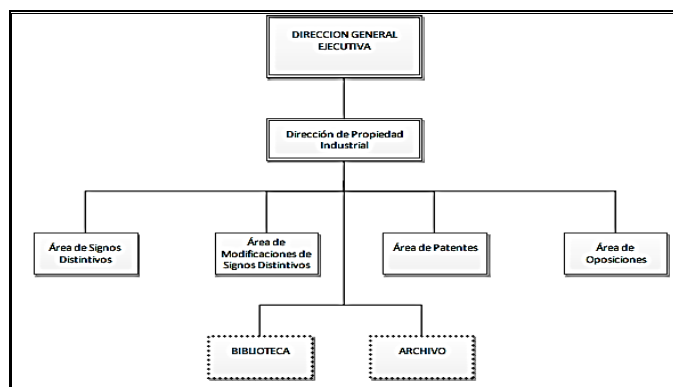 DIRECCION GENERAL
EJECUTIVA
Dirección de Propiedad
Industrial
Área de Signos
Distintivos
Área de
Modificaciones de
Signos Distintivos
Área de Patentes
Área de
Oposiciones
BIBLIOTECA
ARCHIVO